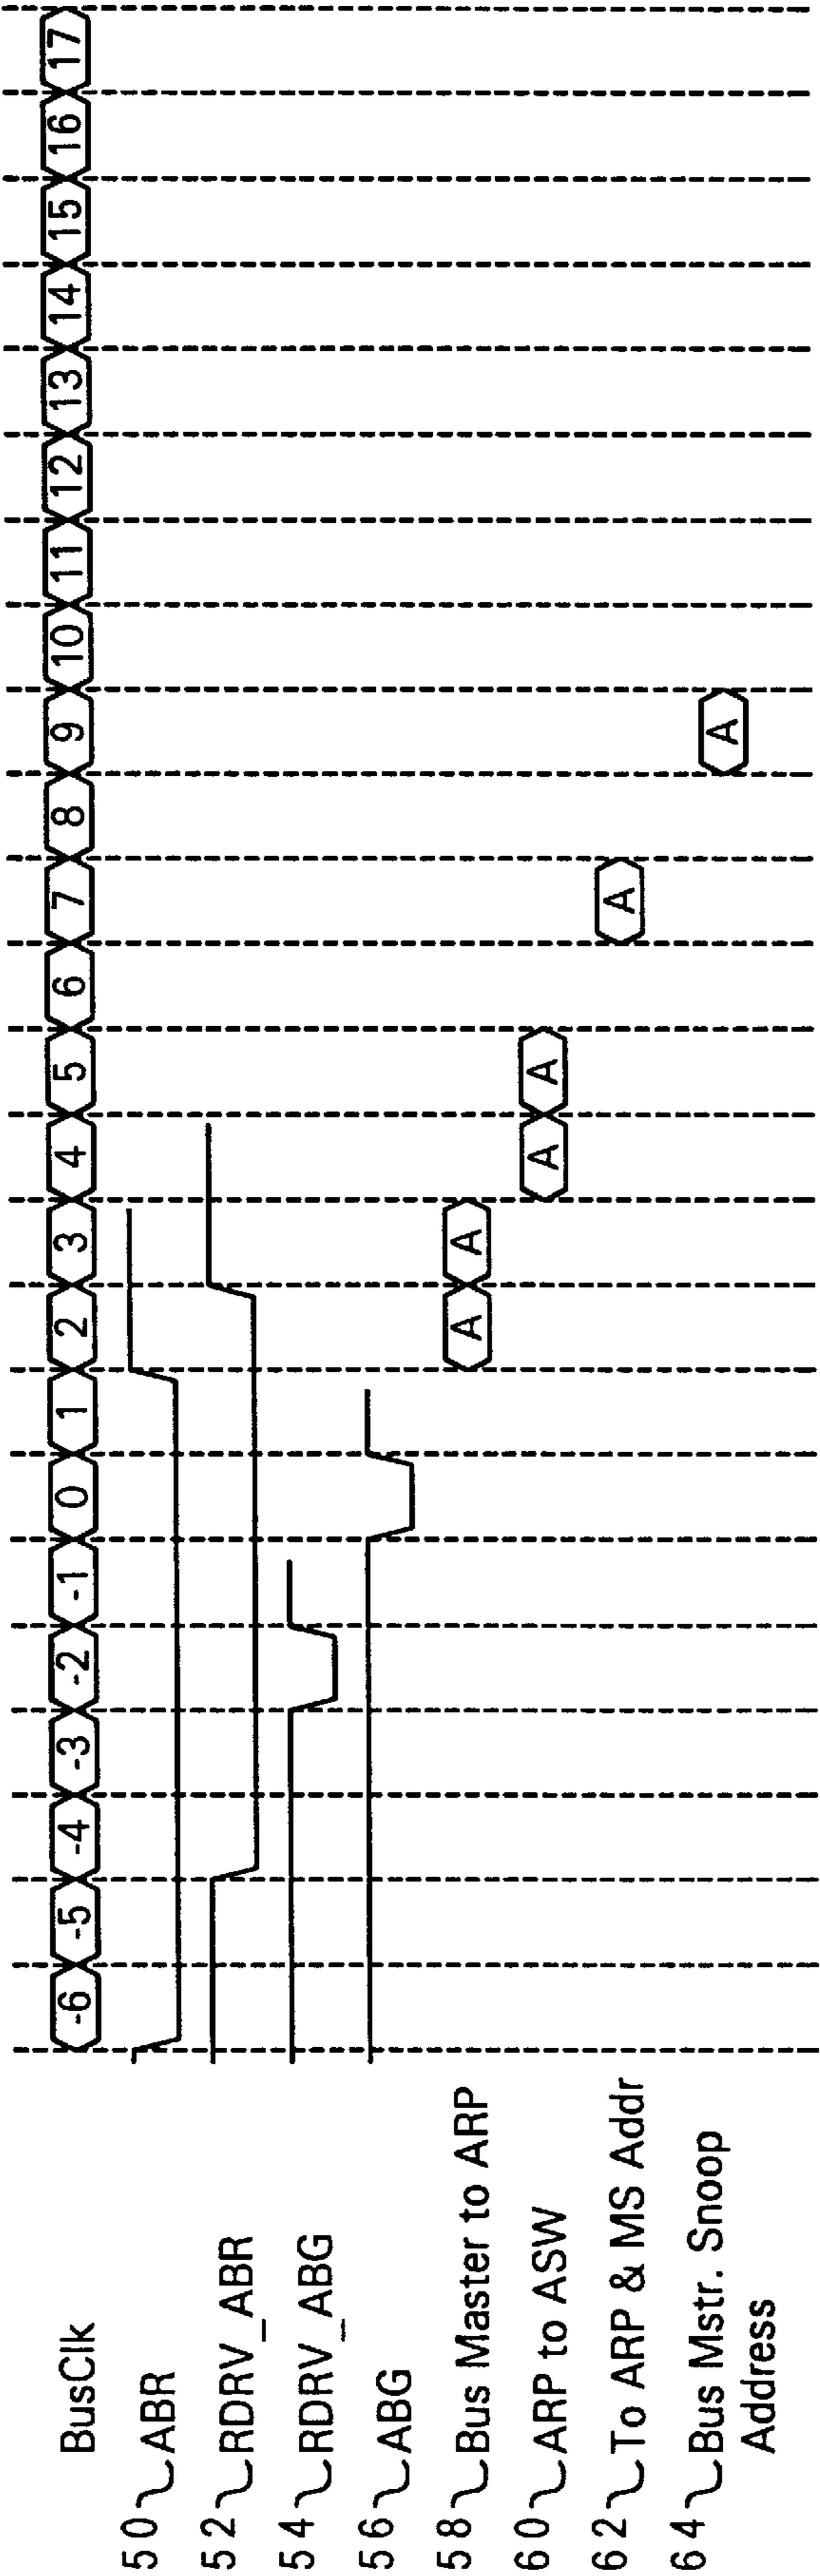 BusClk -6 -5 -4 -3 -2 -1 0 1 2 3 4 5 6 7 8 9 10 11 12 13 14 15 16 17
50 ABR
52 RDRV_ABR
54 RDRV_ABG
56 ABG
58 Bus Master to ARP A A
60 ARP to ASW A A
62 To ARP & MS Addr A
64 Bus Mstr. Snoop A
Address